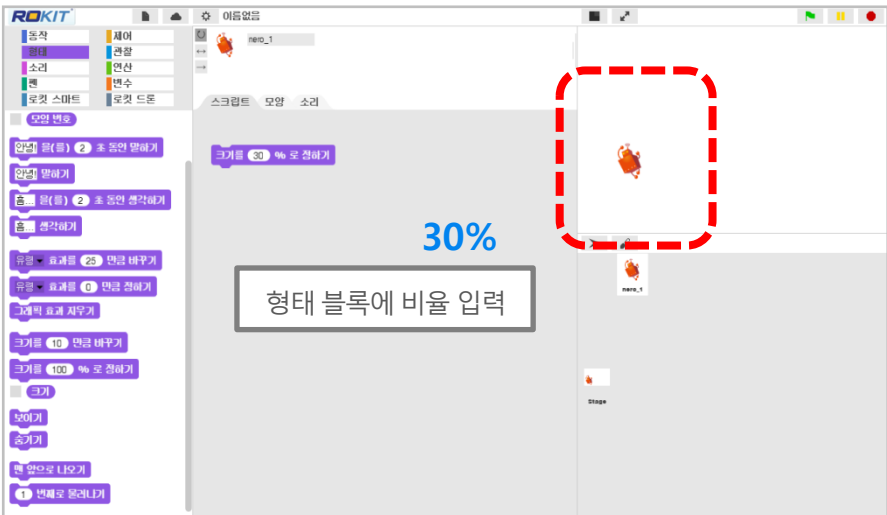 ROKIT 이름없음
동작 제어
형태 관찰
소리 연산
펜 변수
로킷 스마트 로킷 드론
nero_1
스크립트 모양 소리
모양 번호
안녕! 을(를) 2 초 동안 말하기
안녕! 말하기
흠... 을(를) 2 초 동안 생각하기
흠... 생각하기
유령 효과를 25 만큼 바꾸기
유령 효과를 0 만큼 정하기
그래픽 효과 지우기
크기를 10 만큼 바꾸기
크기를 100 % 로 정하기
크기
보이기
숨기기
맨 앞으로 나오기
1 번째로 물러나기
크기를 30 % 로 정하기
30%
형태 블록에 비율 입력
nero_1
Stage